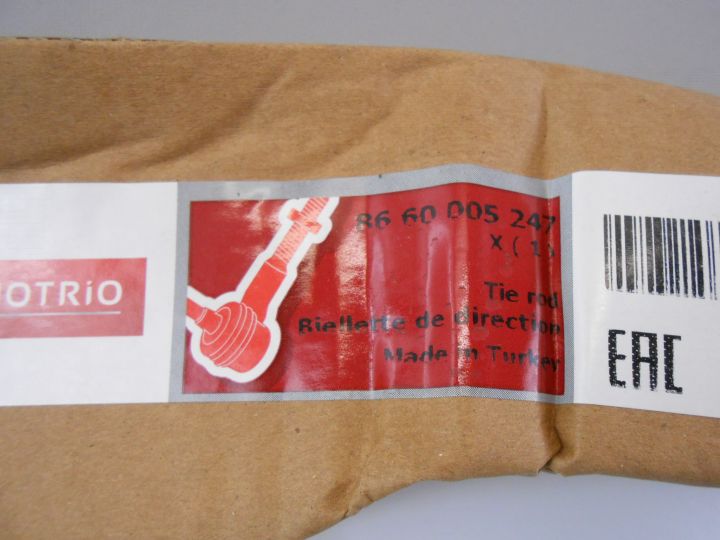 OTRiO
86 60 005 247
X ( 1 )
Tie rod
Biellette de direction
Made in Turkey
EAC